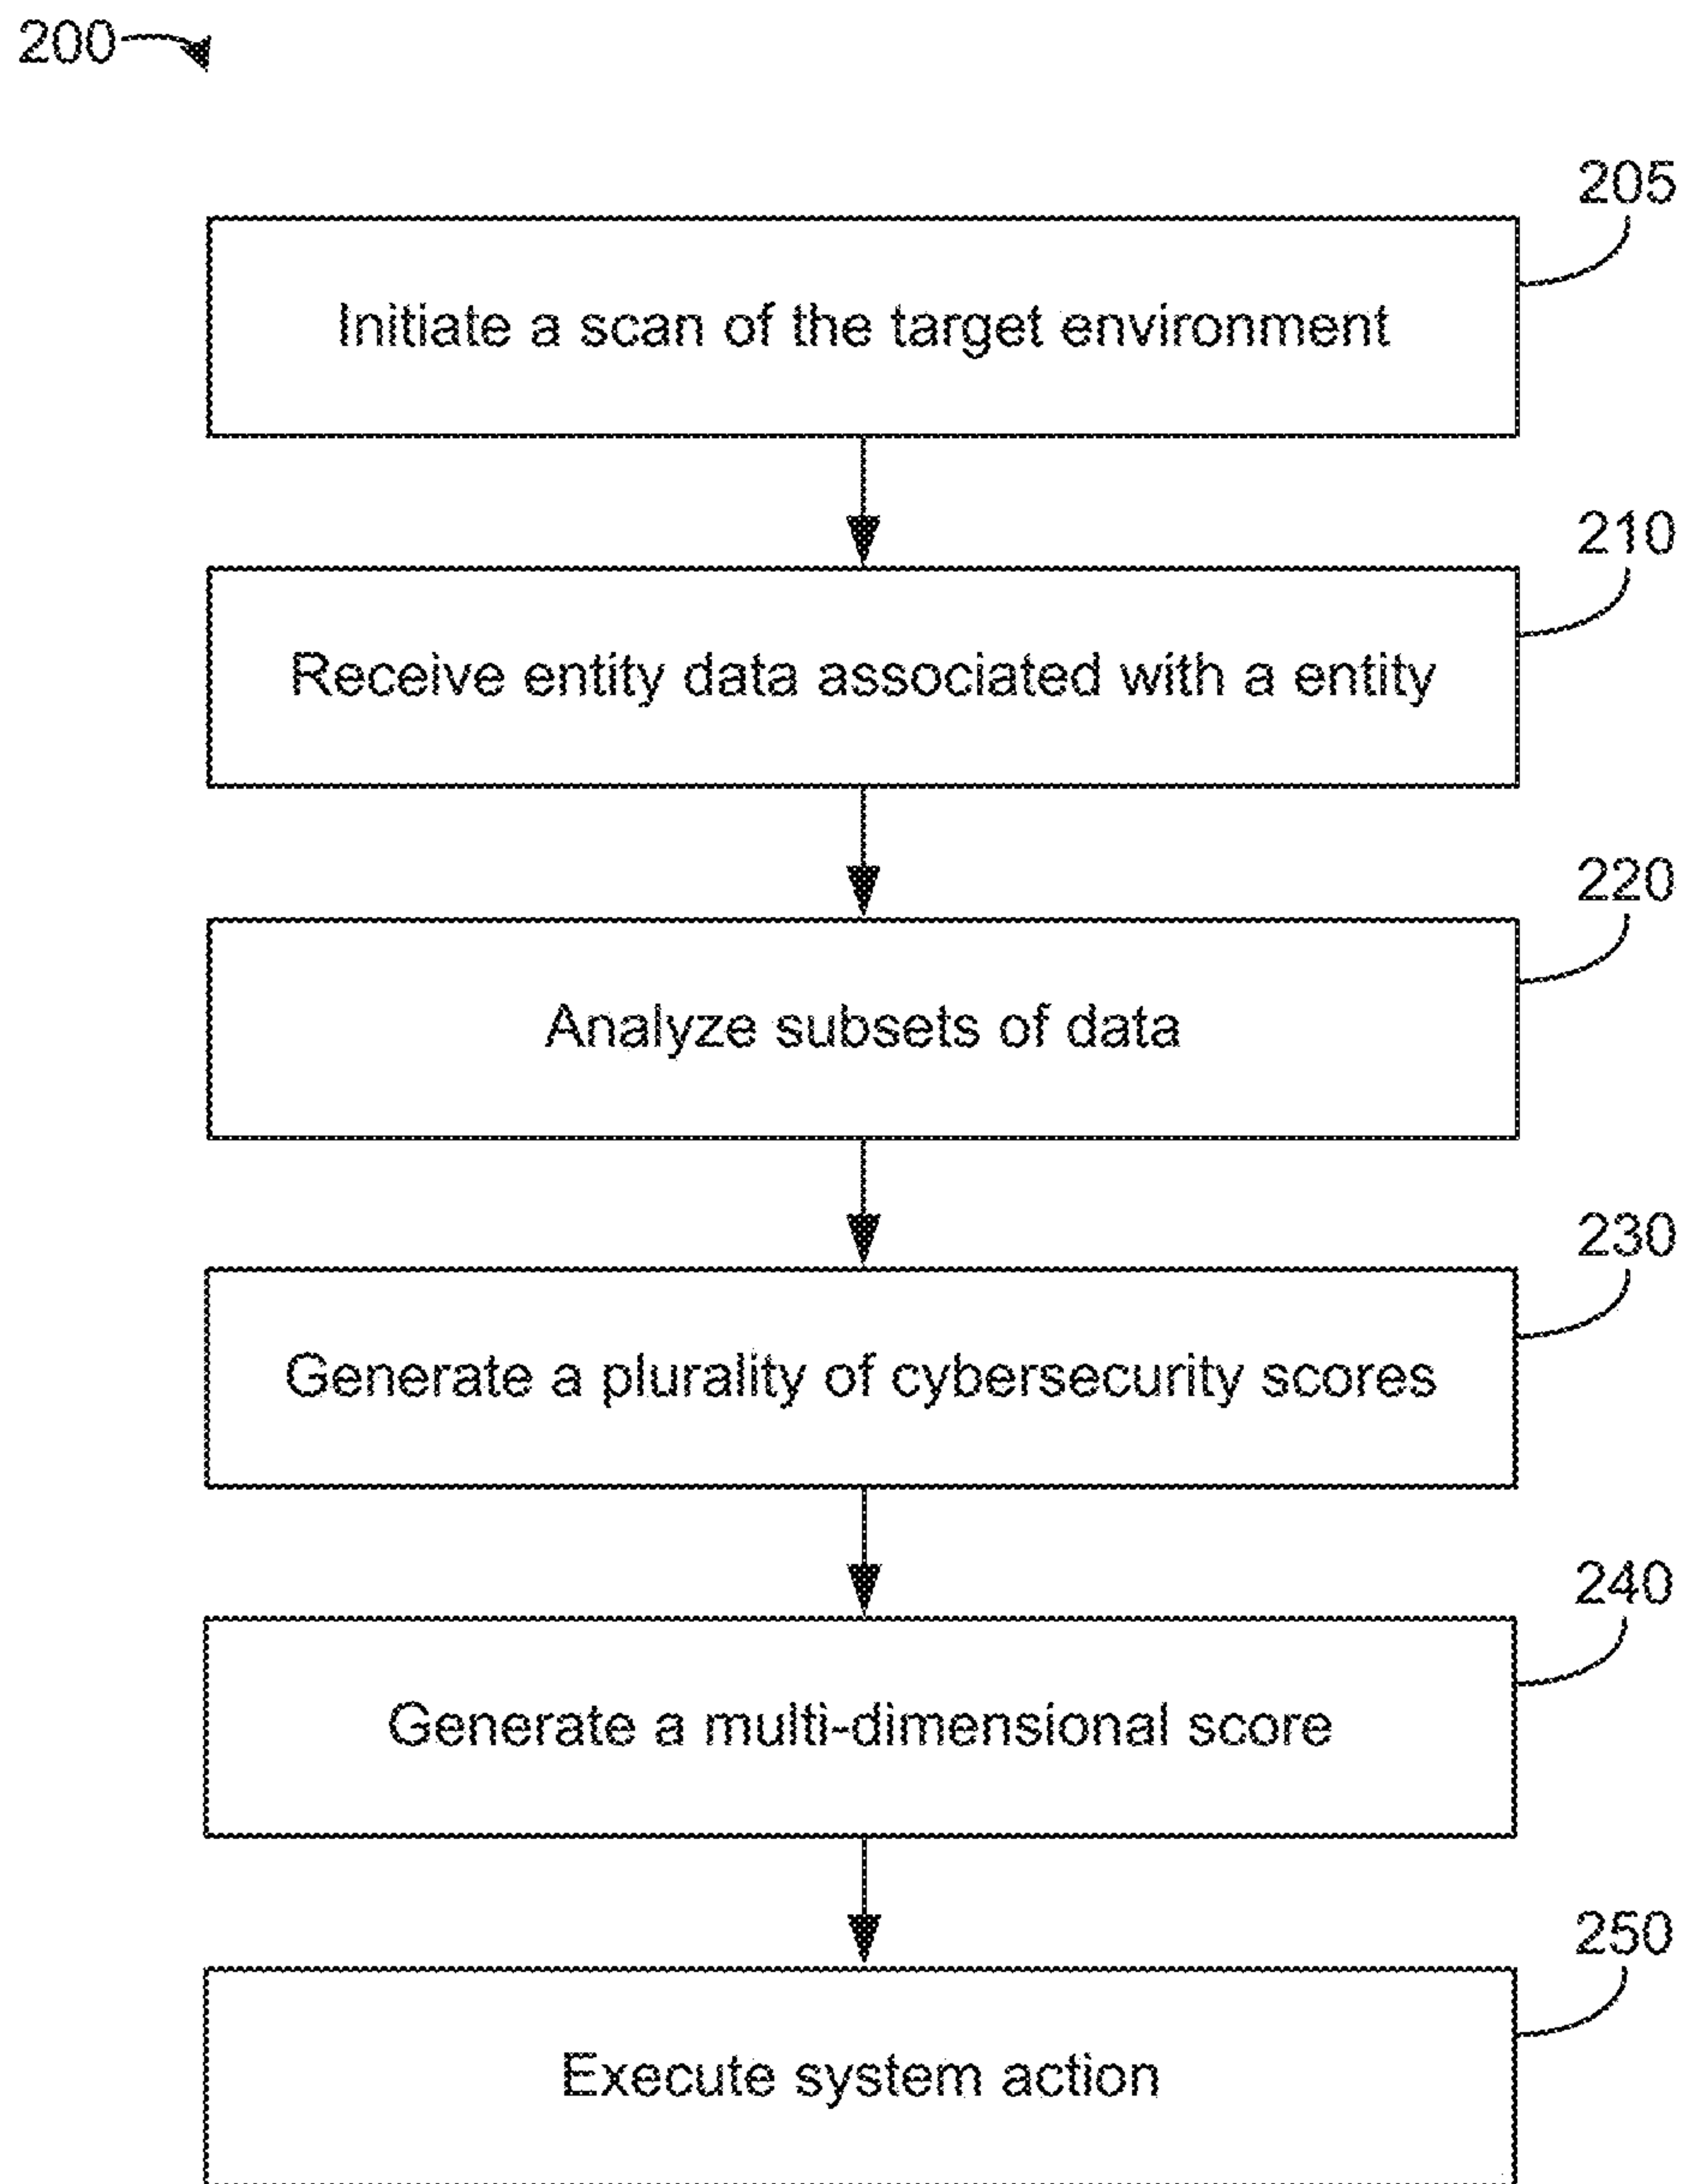 200
205
Initiate a scan of the target environment
210
Receive entity data associated with a entity
220
Analyze subsets of data
230
Generate a plurality of cybersecurity scores
240
Generate a multi-dimensional score
250
Execute system action